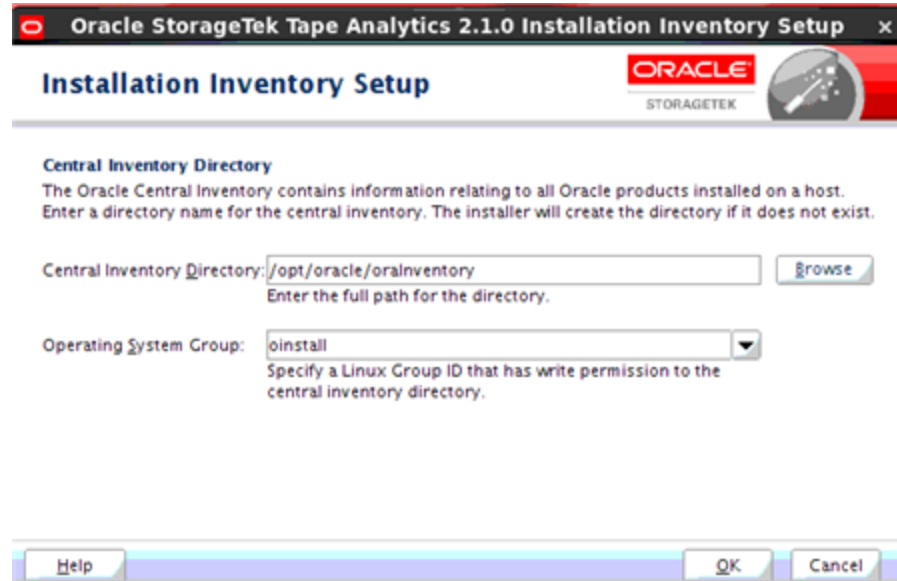 Oracle StorageTek Tape Analytics 2.1.0 Installation Inventory Setup ×
Installation Inventory Setup
ORACLE
STORAGETEK
Central Inventory Directory
The Oracle Central Inventory contains information relating to all Oracle products installed on a host.
Enter a directory name for the central inventory. The installer will create the directory if it does not exist.
Central Inventory Directory: /opt/oracle/oraInventory Browse
Enter the full path for the directory.
Operating System Group: oinstall
Specify a Linux Group ID that has write permission to the
central inventory directory.
Help OK Cancel